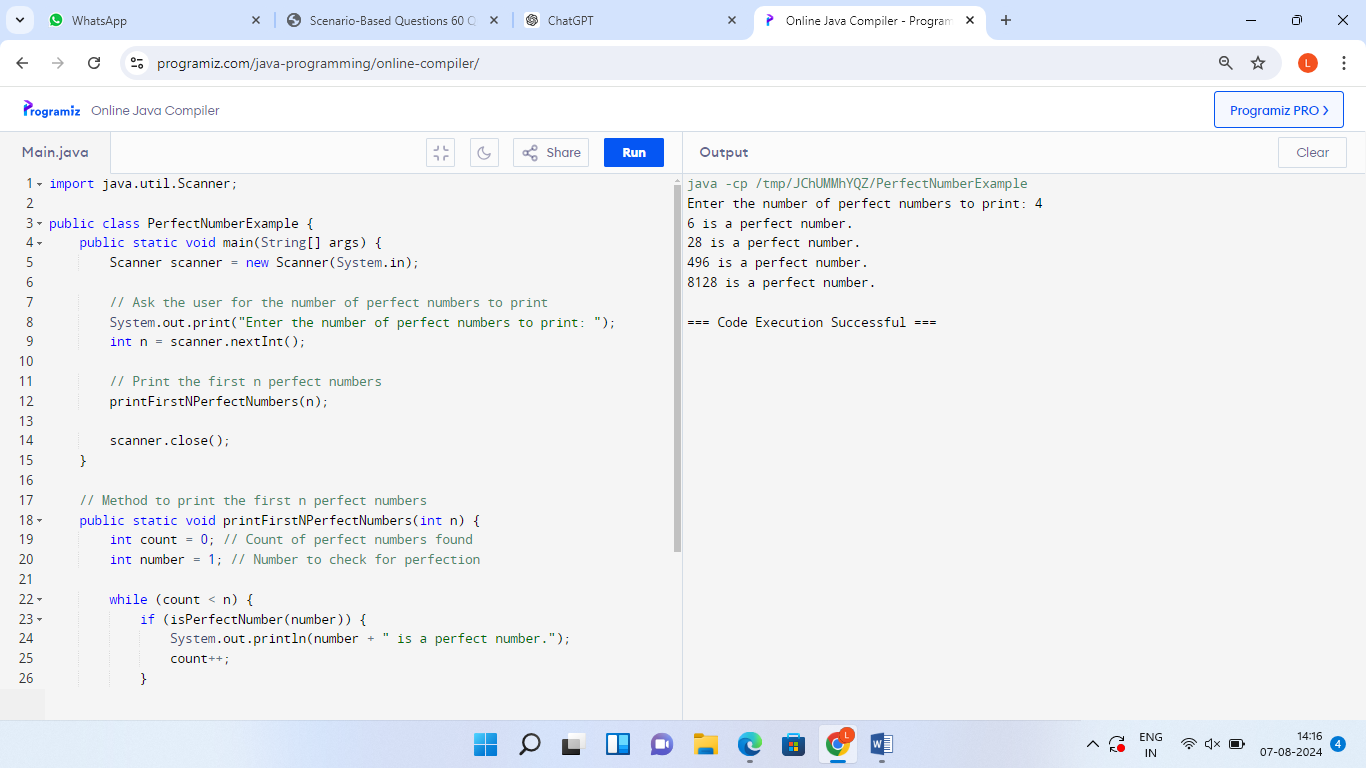 WhatsApp
Scenario-Based Questions 60 Q
ChatGPT
Online Java Compiler - Program
programiz.com/java-programming/online-compiler/
L
Programiz Online Java Compiler
Programiz PRO >
Main.java
Share
Run
Output
Clear
1 import java.util.Scanner;
2
3 public class PerfectNumberExample {
4 public static void main(String[] args) {
5 Scanner scanner = new Scanner(System.in);
6
7 // Ask the user for the number of perfect numbers to print
8 System.out.print("Enter the number of perfect numbers to print: ");
9 int n = scanner.nextInt();
10
11 // Print the first n perfect numbers
12 printFirstNPerfectNumbers(n);
13
14 scanner.close();
15 }
16
17 // Method to print the first n perfect numbers
18 public static void printFirstNPerfectNumbers(int n) {
19 int count = 0; // Count of perfect numbers found
20 int number = 1; // Number to check for perfection
21
22 while (count < n) {
23 if (isPerfectNumber(number)) {
24 System.out.println(number + " is a perfect number.");
25 count++;
26 }
java -cp /tmp/JChUMMhYQZ/PerfectNumberExample
Enter the number of perfect numbers to print: 4
6 is a perfect number.
28 is a perfect number.
496 is a perfect number.
8128 is a perfect number.
=== Code Execution Successful ===
L
ENG
IN
14:16
07-08-2024
4